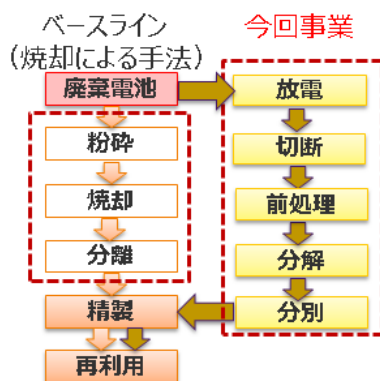 ベースライン
(焼却による手法)
廃棄電池
粉砕
焼却
分離
精製
再利用
今回事業
放電
切断
前処理
分解
分別